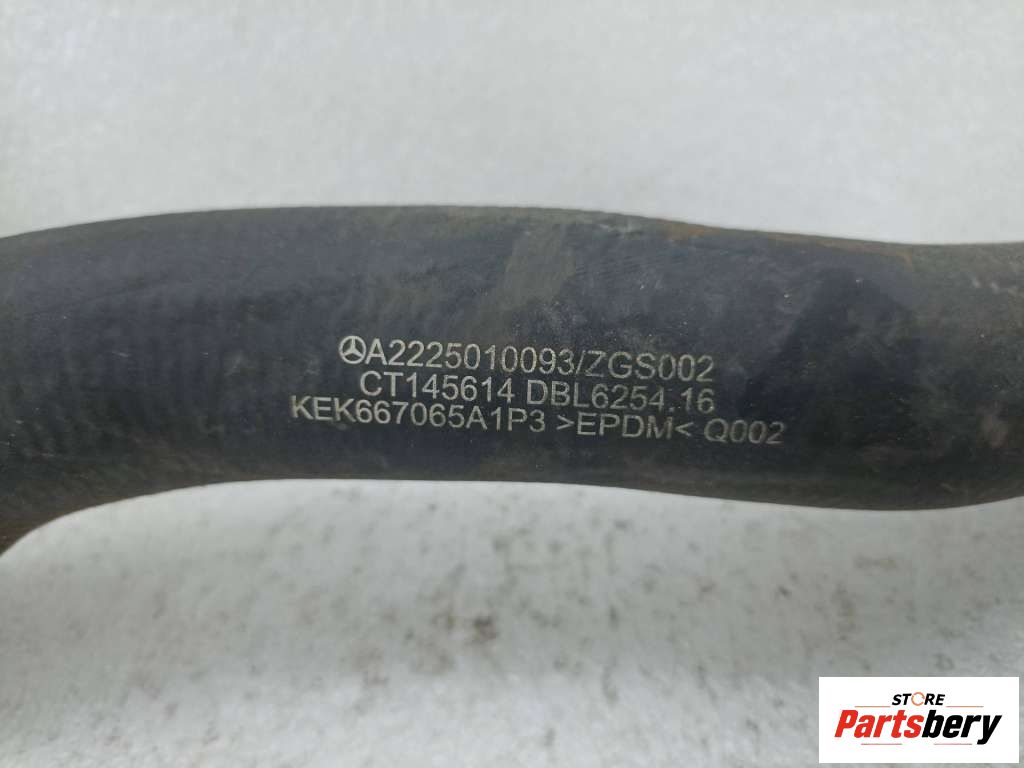 A2225010093/ZGS002
CT145614 DBL6254.16
KEK667065A1P3 >EPDM< Q002
STORE
Partsbery